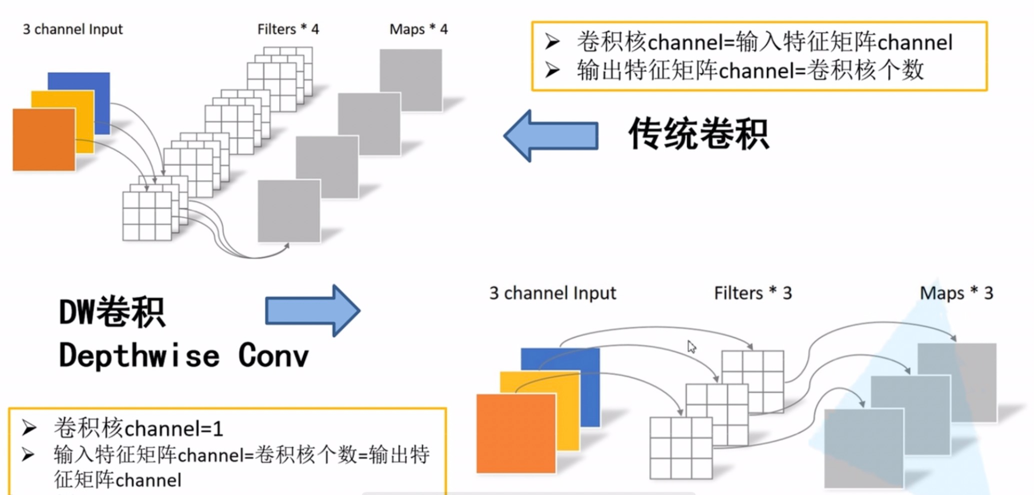 3 channel Input
Filters * 4
Maps * 4
卷积核channel=输入特征矩阵channel
输出特征矩阵channel=卷积核个数
传统卷积
DW卷积
Depthwise Conv
3 channel Input
Filters * 3
Maps * 3
卷积核channel=1
输入特征矩阵channel=卷积核个数=输出特
征矩阵channel